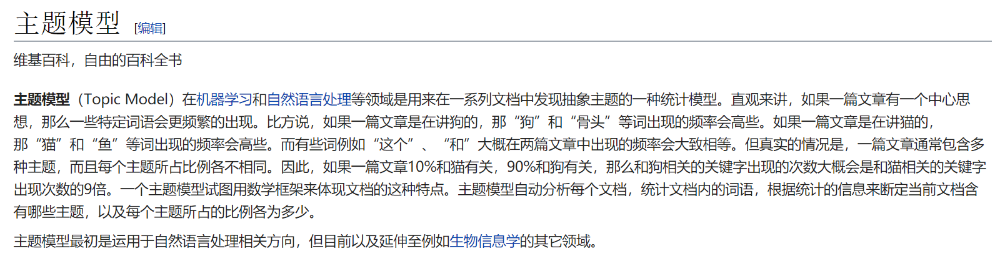 主题模型 [编辑]
维基百科，自由的百科全书
主题模型（Topic Model）在机器学习和自然语言处理等领域是用来在一系列文档中发现抽象主题的一种统计模型。直观来讲，如果一篇文章有一个中心思
想，那么一些特定词语会更频繁的出现。比方说，如果一篇文章是在讲狗的，那“狗”和“骨头”等词出现的频率会高些。如果一篇文章是在讲猫的，
那“猫”和“鱼”等词出现的频率会高些。而有些词例如“这个”、“和”大概在两篇文章中出现的频率会大致相等。但真实的情况是，一篇文章通常包含多
种主题，而且每个主题所占比例各不相同。因此，如果一篇文章10%和猫有关，90%和狗有关，那么和狗相关的关键字出现的次数大概会是和猫相关的关键字
出现次数的9倍。一个主题模型试图用数学框架来体现文档的这种特点。主题模型自动分析每个文档，统计文档内的词语，根据统计的信息来断定当前文档含
有哪些主题，以及每个主题所占的比例各为多少。
主题模型最初是运用于自然语言处理相关方向，但目前以及延伸至例如生物信息学的其它领域。